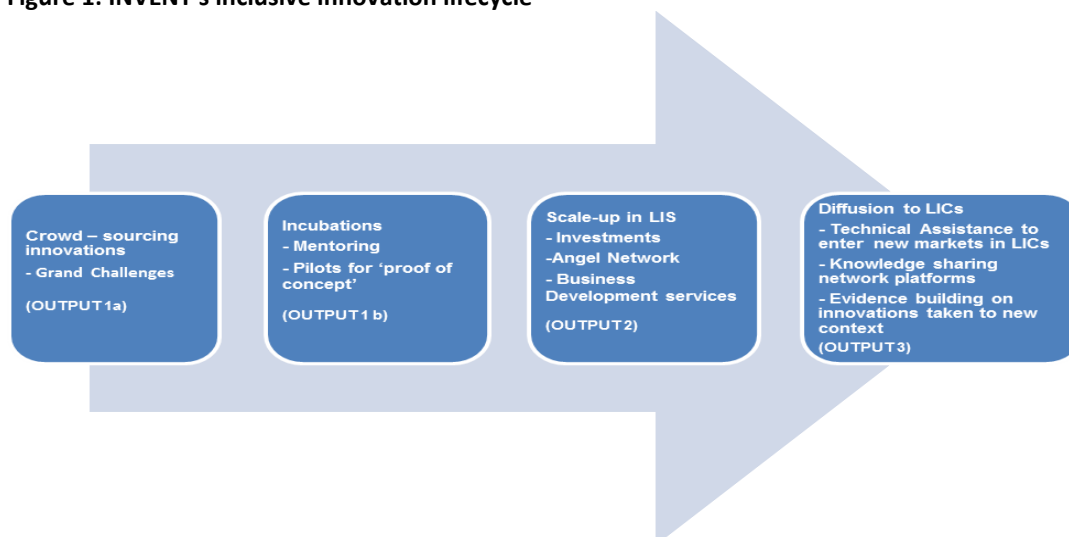 Figure 1: INVENT's inclusive innovation lifecycle
Crowd – sourcing
innovations
- Grand Challenges
(OUTPUT1a)
Incubations
- Mentoring
- Pilots for 'proof of
concept'
(OUTPUT1 b)
Scale-up in LIS
- Investments
-Angel Network
- Business
Development services
(OUTPUT2)
Diffusion to LICs
- Technical Assistance to
enter new markets in LICs
- Knowledge sharing
network platforms
- Evidence building on
innovations taken to new
context
(OUTPUT3)